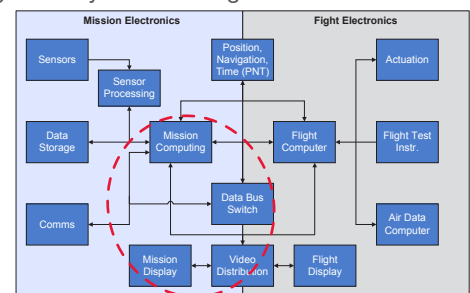 Mission Electronics
Fight Electronics
Sensors
Position,
Navigation,
Time (PNT)
Actuation
Sensor
Processing
Data
Storage
Mission
Computing
Flight
Computer
Flight Test
Instr.
Data Bus
Switch
Comms
Air Data
Computer
Mission
Display
Video
Distribution
Flight
Display